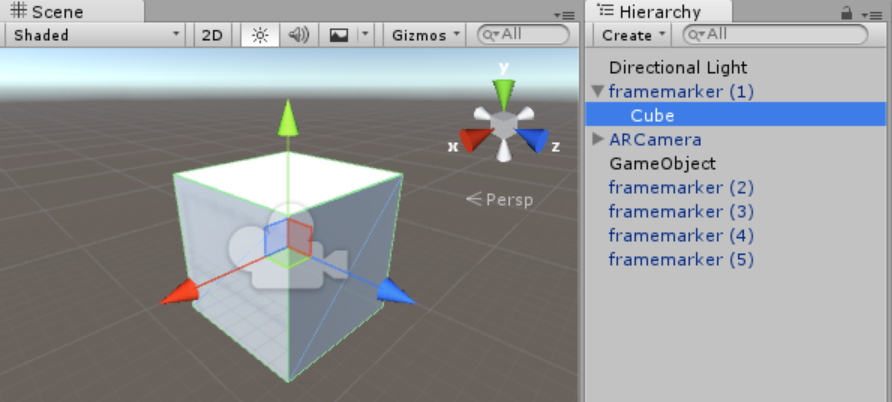 Scene
Shaded
2D
Gizmos
All
y
x
z
Persp
Hierarchy
Create
All
Directional Light
framemarker (1)
Cube
ARCamera
GameObject
framemarker (2)
framemarker (3)
framemarker (4)
framemarker (5)